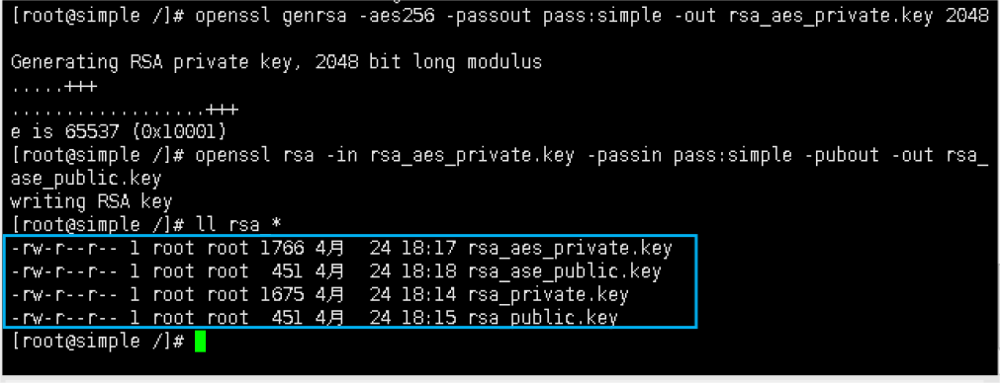 [root@simple /]# openssl genrsa -aes256 -passout pass:simple -out rsa_aes_private.key 2048
Generating RSA private key, 2048 bit long modulus
.....+++
..................+++
e is 65537 (0x10001)
[root@simple /]# openssl rsa -in rsa_aes_private.key -passin pass:simple -pubout -out rsa_
ase_public.key
writing RSA key
[root@simple /]# ll rsa *
-rw-r--r-- 1 root root 1766 4月  24 18:17 rsa_aes_private.key
-rw-r--r-- 1 root root  451 4月  24 18:18 rsa_ase_public.key
-rw-r--r-- 1 root root 1675 4月  24 18:14 rsa_private.key
-rw-r--r-- 1 root root  451 4月  24 18:15 rsa_public.key
[root@simple /]#